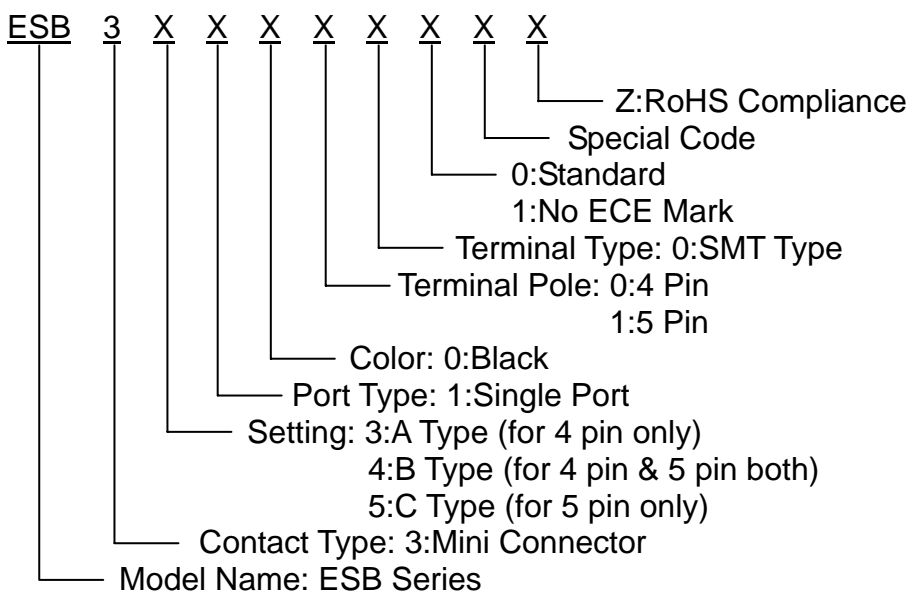 ESB 3 X X X X X X X X
Z:RoHS Compliance
Special Code
0:Standard
1:No ECE Mark
Terminal Type: 0:SMT Type
Terminal Pole: 0:4 Pin
1:5 Pin
Color: 0:Black
Port Type: 1:Single Port
Setting: 3:A Type (for 4 pin only)
4:B Type (for 4 pin & 5 pin both)
5:C Type (for 5 pin only)
Contact Type: 3:Mini Connector
Model Name: ESB Series